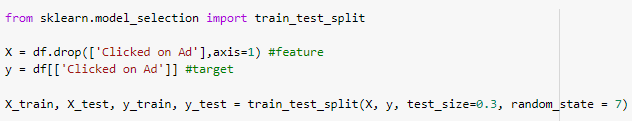 from sklearn.model_selection import train_test_split
X = df.drop(['Clicked on Ad'],axis=1) #feature
y = df[['Clicked on Ad']] #target
X_train, X_test, y_train, y_test = train_test_split(X, y, test_size=0.3, random_state = 7)